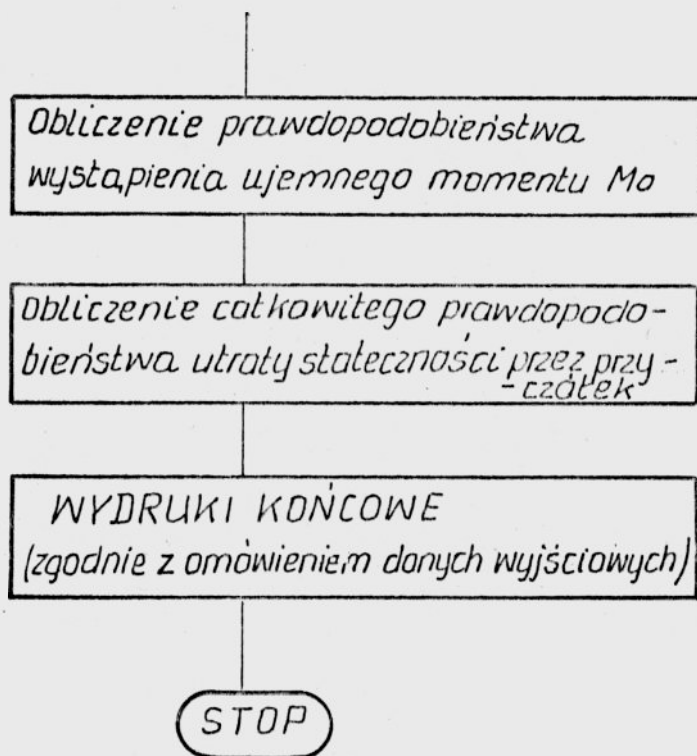 Obliczenie prawdopodobieństwa
wystąpienia ujemnego momentu Mo
Obliczenie całkowitego prawdopodo-
bieństwa utraty stateczności przez przy-
-czółek
WYDRUKI KOŃCOWE
(zgodnie z omówieniem danych wyjściowych)
STOP